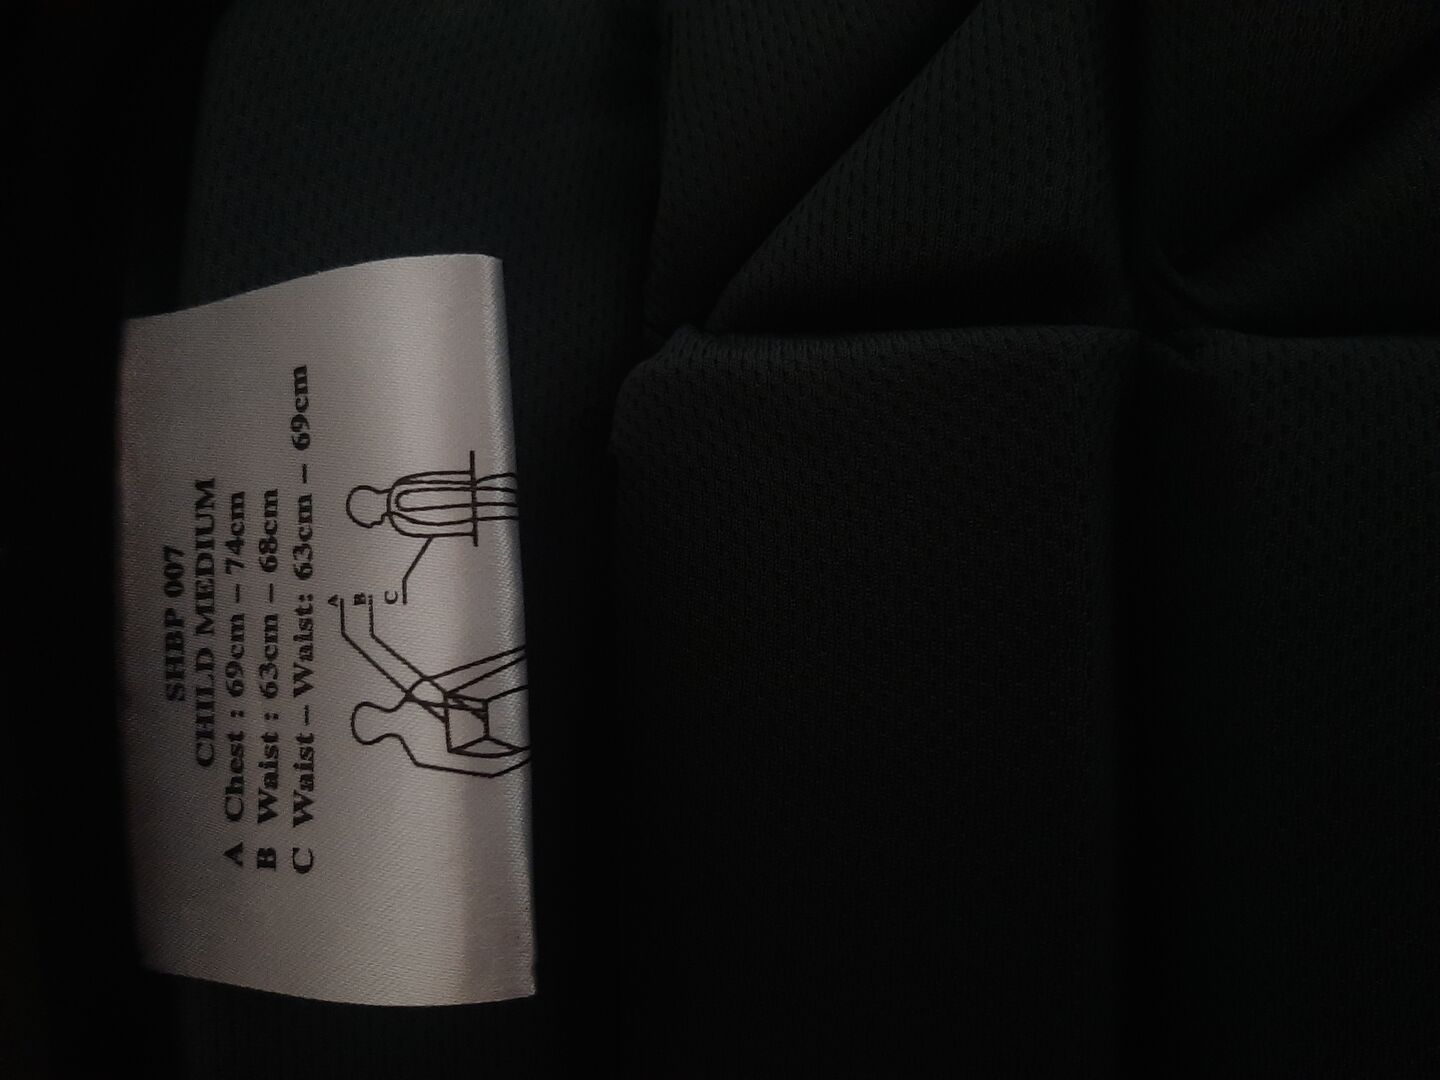 SHBP 007
CHILD MEDIUM
A Chest : 69cm – 74cm
B Waist : 63cm – 68cm
C Waist – Waist: 63cm – 69cm
A
B
C